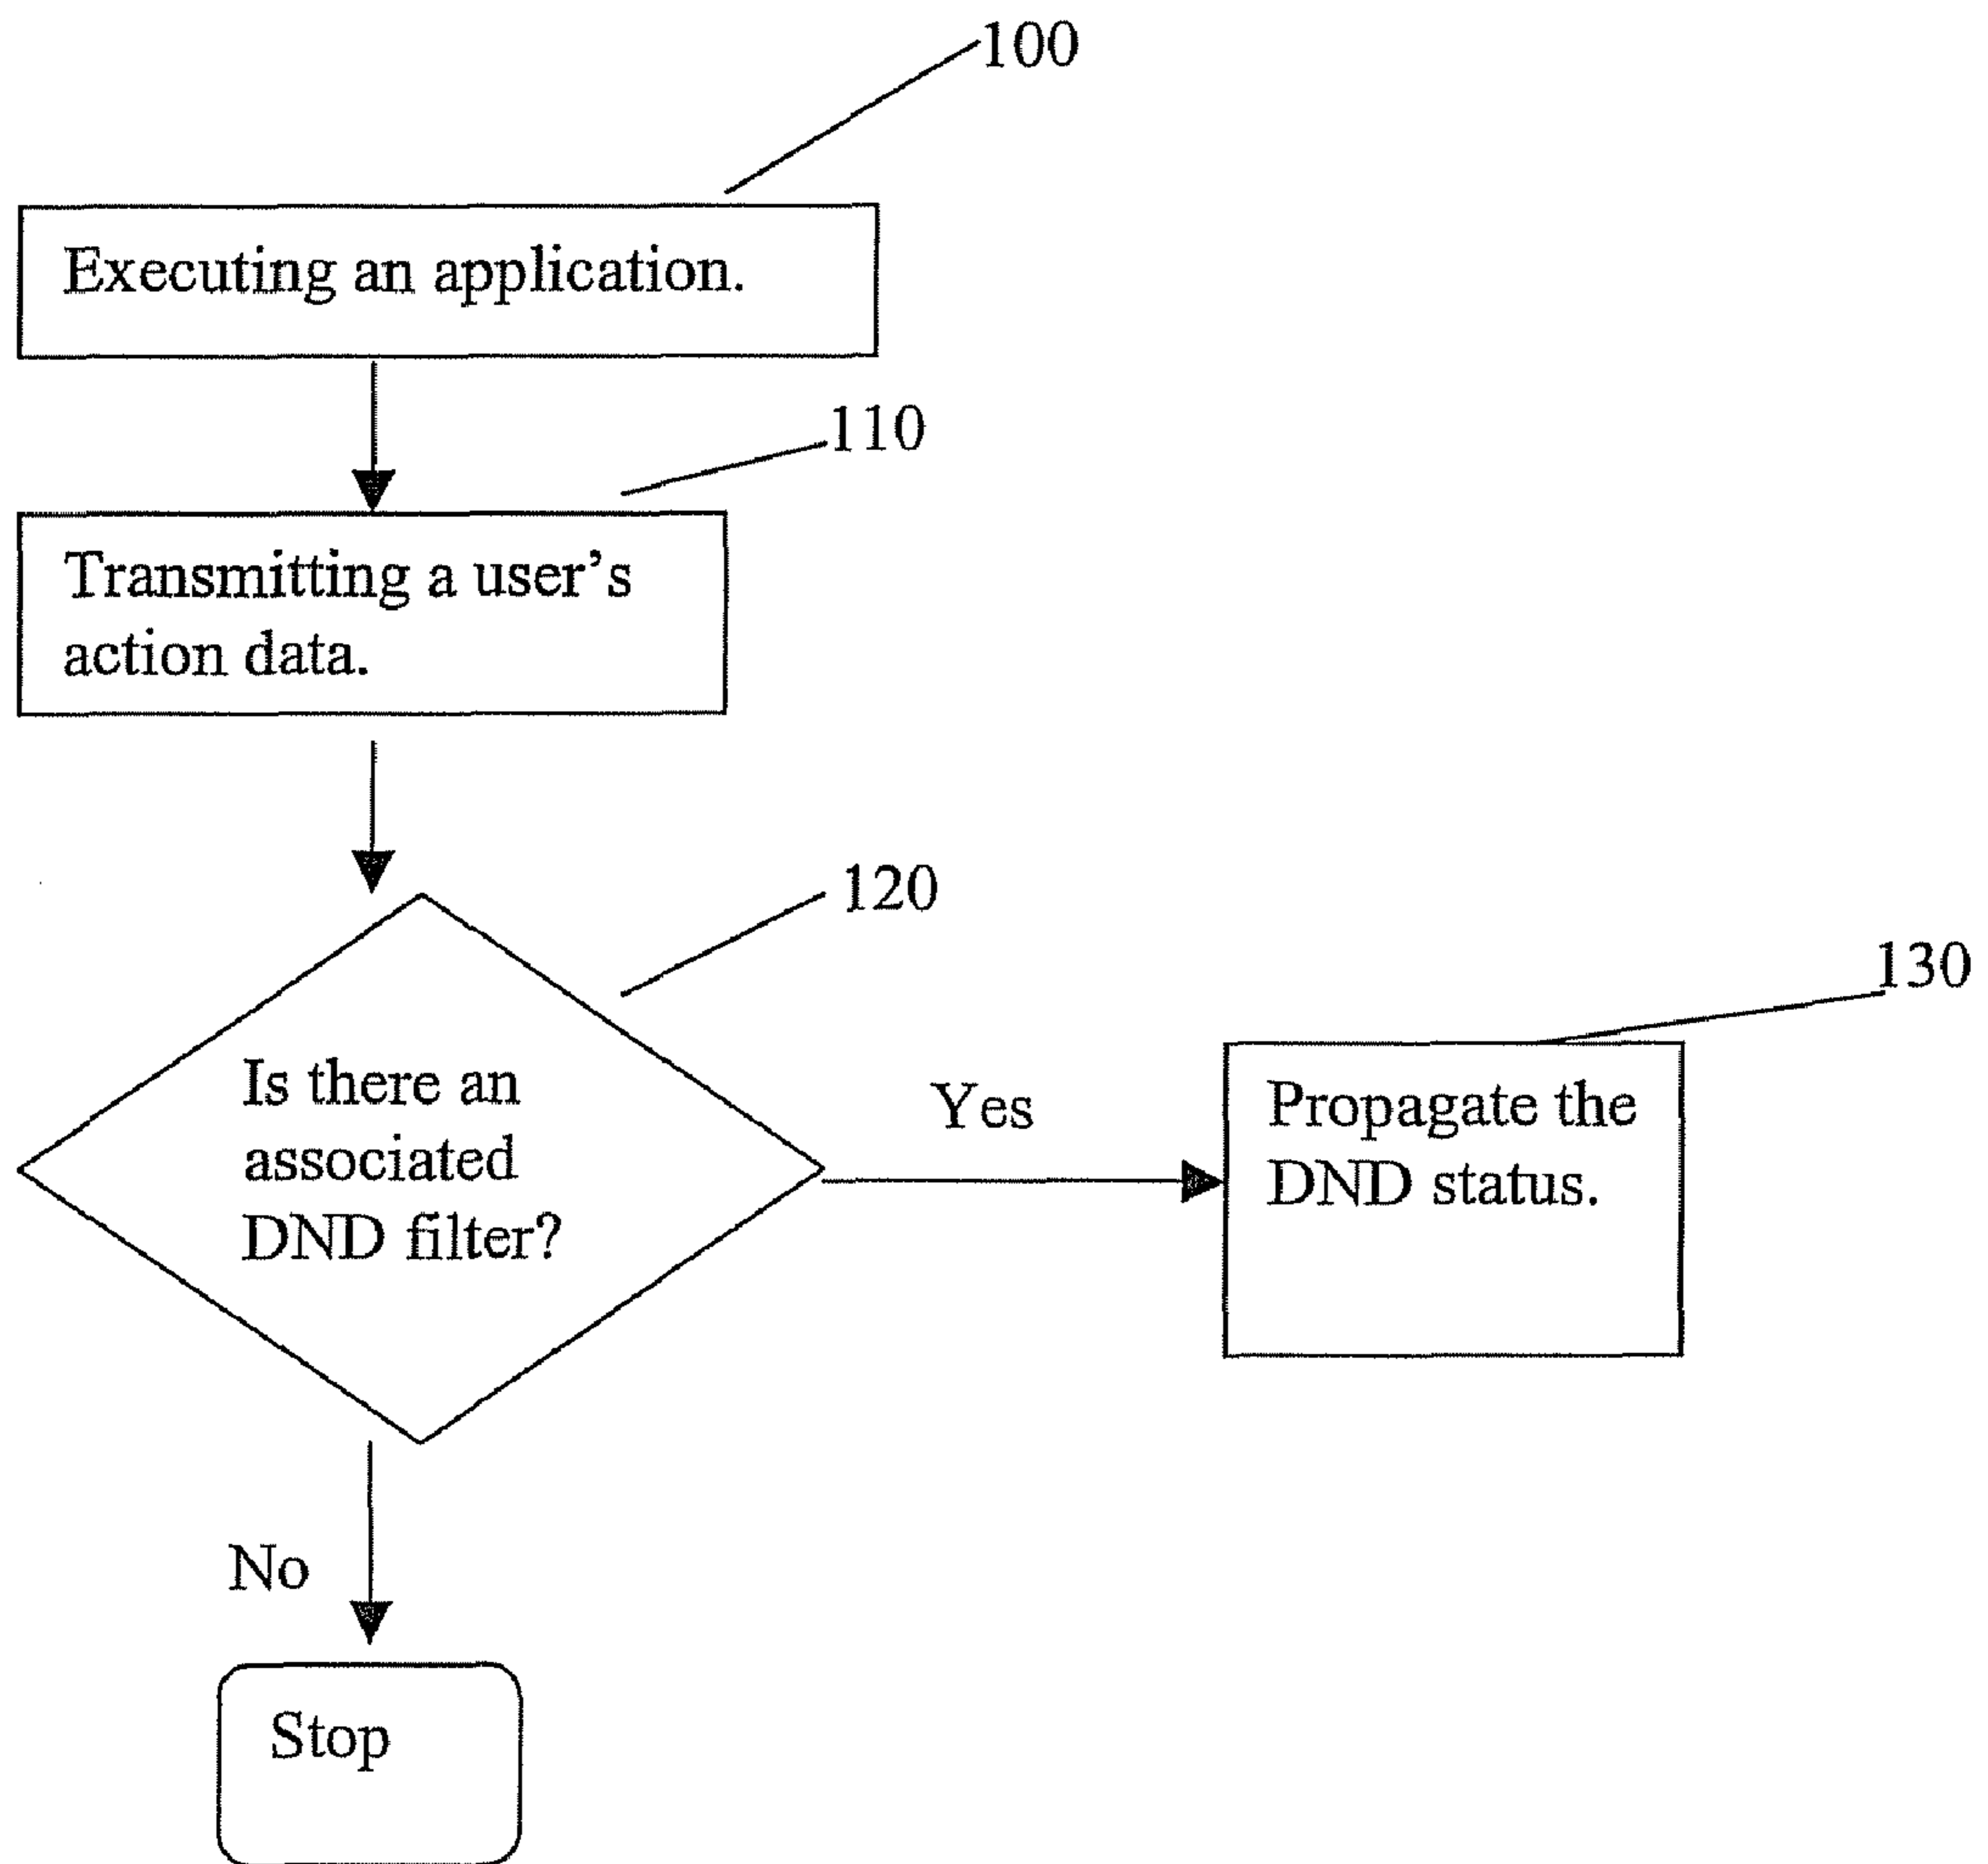 100
Executing an application.
110
Transmitting a user's
action data.
120
Is there an
associated
DND filter?
Yes
130
Propagate the
DND status.
No
Stop